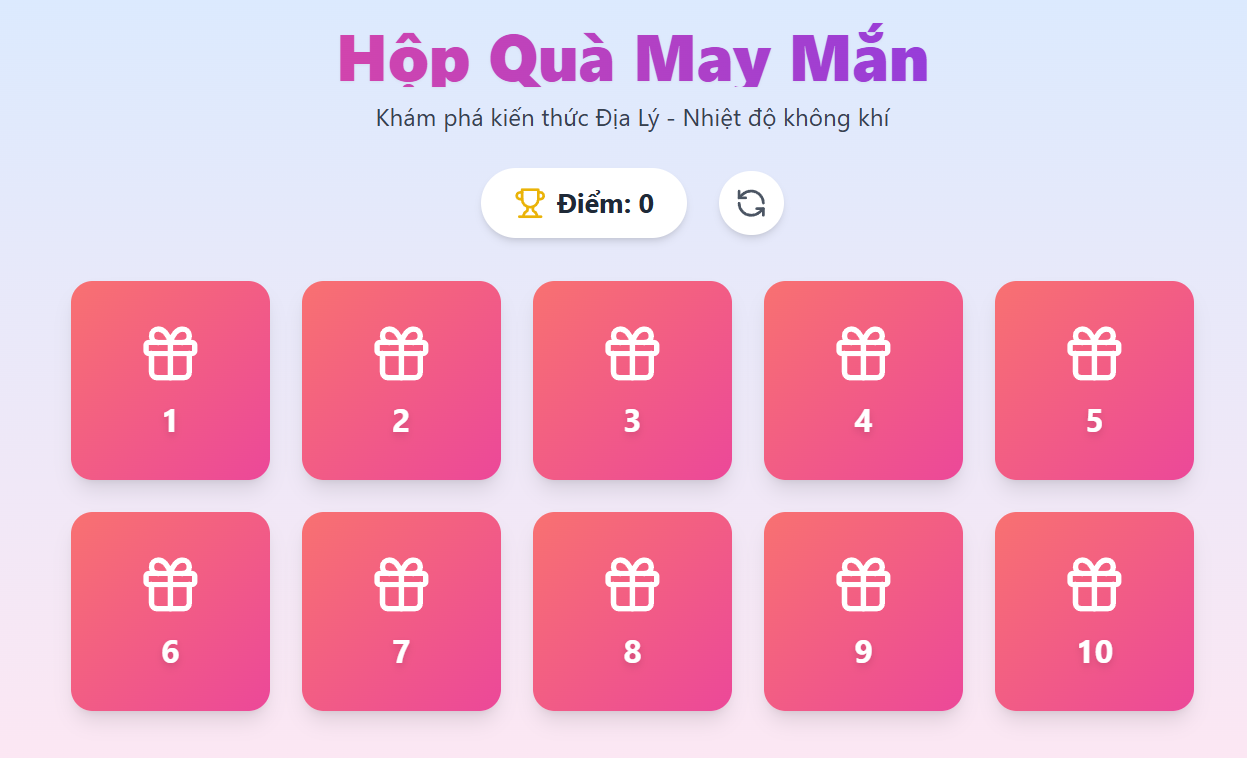 Hộp Quà May Mắn
Khám phá kiến thức Địa Lý - Nhiệt độ không khí
Điểm: 0
1 2 3 4 5
6 7 8 9 10